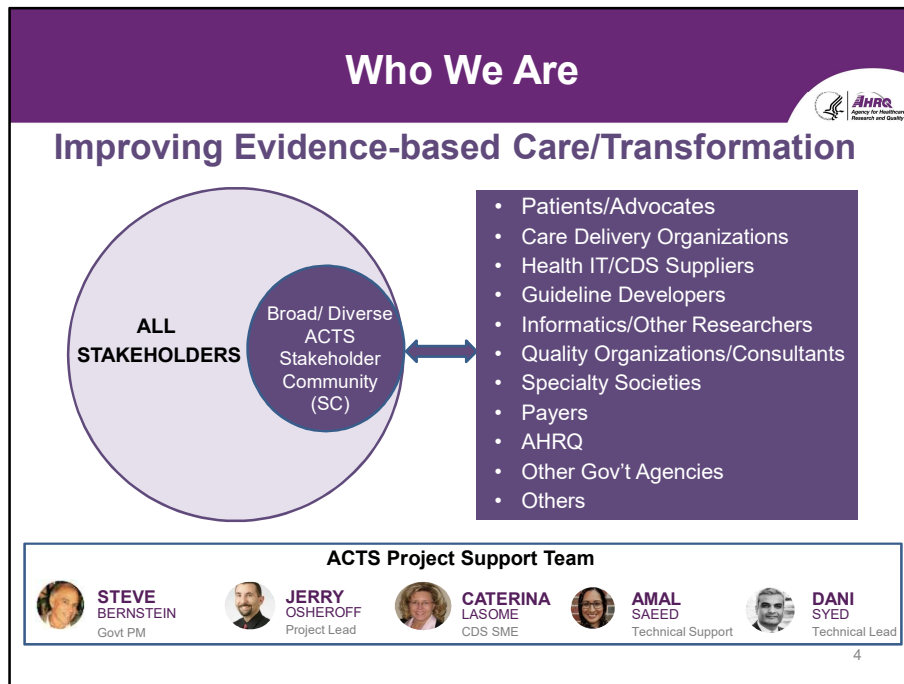 Who We Are
AHRQ
Agency for Healthcare
Research and Quality
Improving Evidence-based Care/Transformation
ALL
STAKEHOLDERS
Broad/ Diverse
ACTS
Stakeholder
Community
(SC)
• Patients/Advocates
• Care Delivery Organizations
• Health IT/CDS Suppliers
• Guideline Developers
• Informatics/Other Researchers
• Quality Organizations/Consultants
• Specialty Societies
• Payers
• AHRQ
• Other Gov't Agencies
• Others
ACTS Project Support Team
STEVE
BERNSTEIN
Govt PM
JERRY
OSHEROFF
Project Lead
CATERINA
LASOME
CDS SME
AMAL
SAEED
Technical Support
DANI
SYED
Technical Lead
4